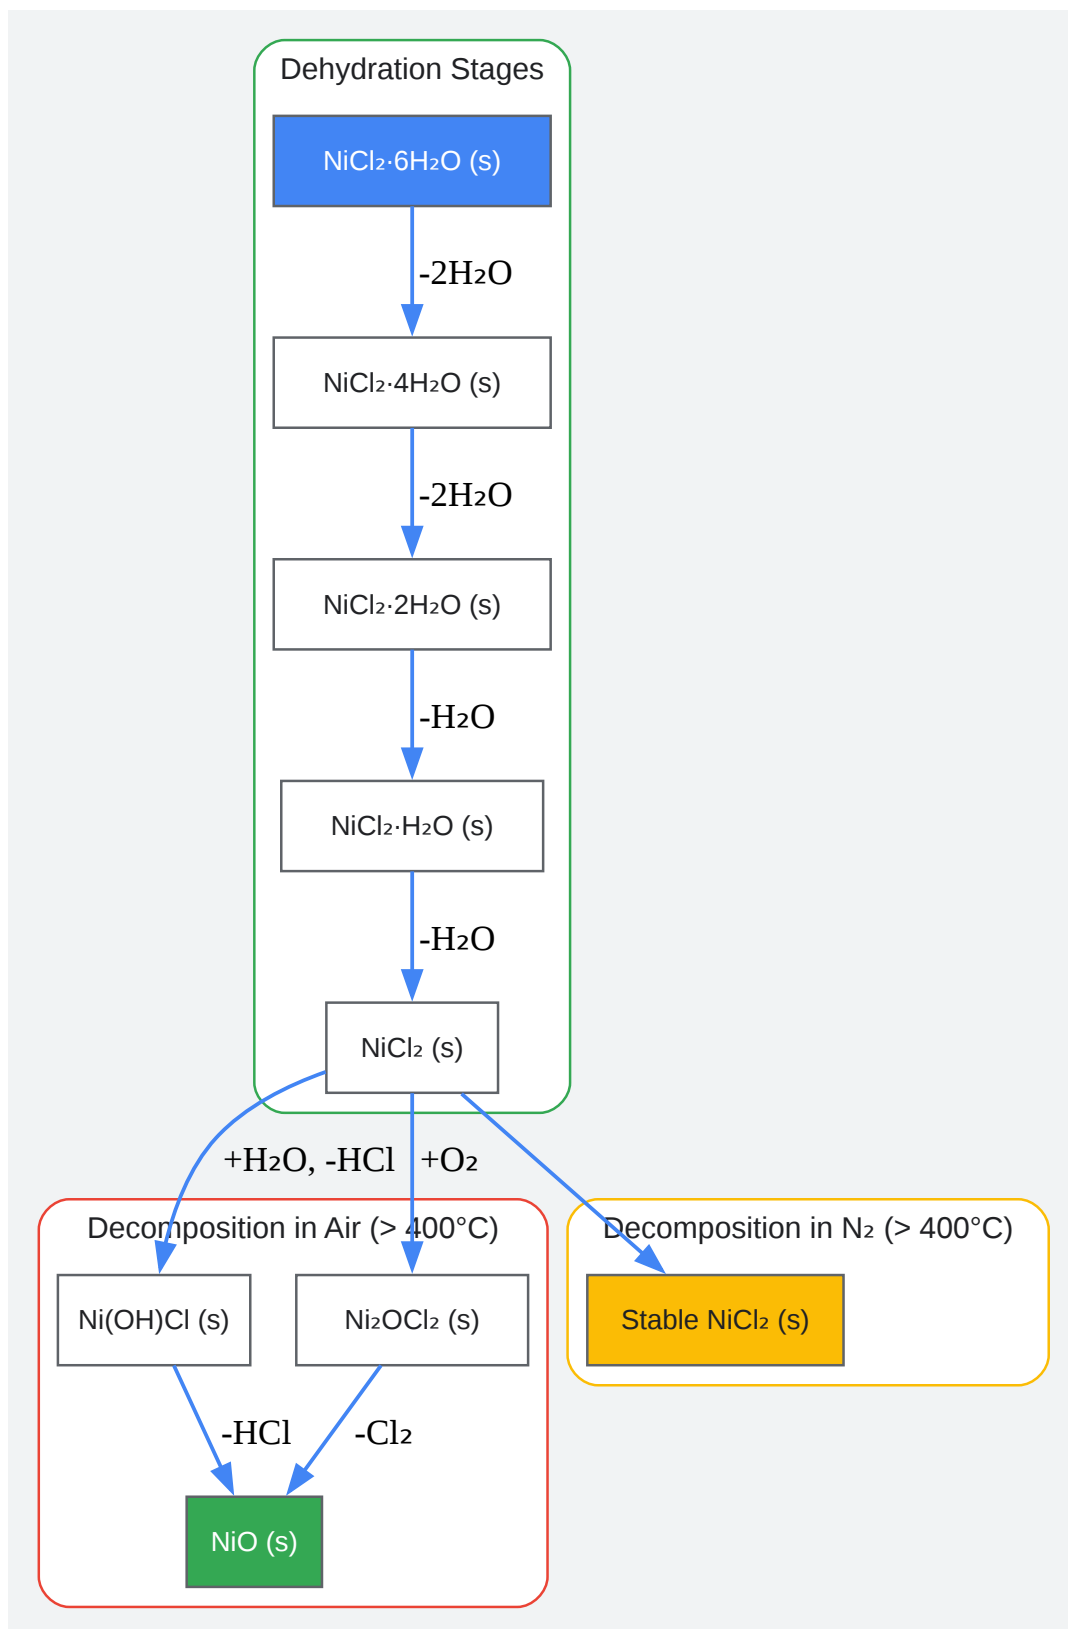 Dehydration Stages
NiCl₂·6H₂O (s)
-2H₂O
NiCl₂·4H₂O (s)
-2H₂O
NiCl₂·2H₂O (s)
-H₂O
NiCl₂·H₂O (s)
-H₂O
NiCl₂ (s)
+H₂O, -HCl
+O₂
Decomposition in Air (> 400°C)
Ni(OH)Cl (s)
Ni₂OCl₂ (s)
-HCl
-Cl₂
NiO (s)
Decomposition in N₂ (> 400°C)
Stable NiCl₂ (s)